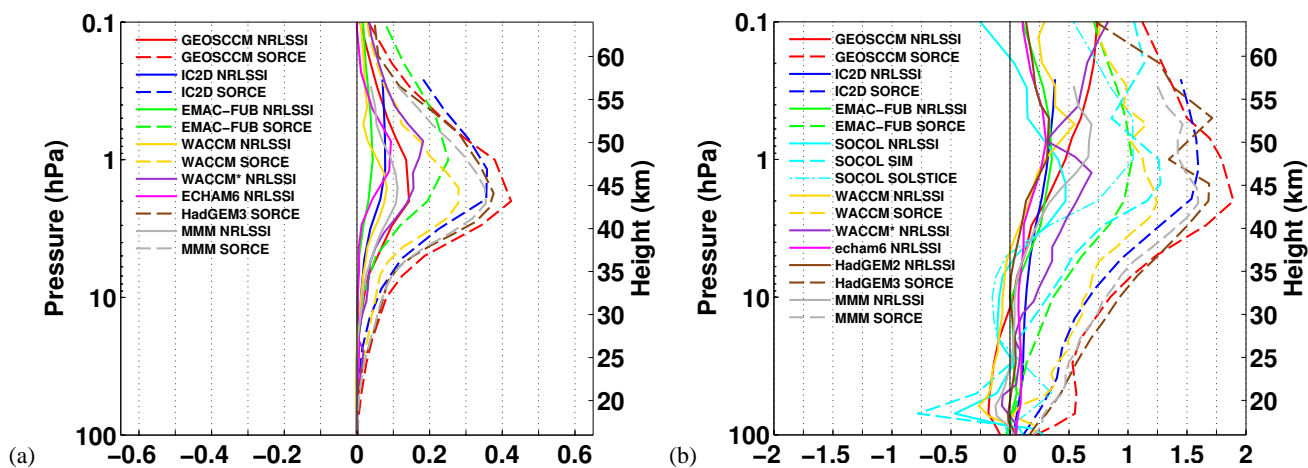 (a)
Pressure (hPa)
0.1
1
10
100
GEOSCCM NRLSSI
GEOSCCM SORCE
IC2D NRLSSI
IC2D SORCE
EMAC−FUB NRLSSI
EMAC−FUB SORCE
WACCM NRLSSI
WACCM SORCE
WACCM* NRLSSI
ECHAM6 NRLSSI
HadGEM3 SORCE
MMM NRLSSI
MMM SORCE
−0.6 −0.4 −0.2 0 0.2 0.4 0.6
60
55
50
45
40
35
30
25
20
Height (km)
(b)
Pressure (hPa)
0.1
1
10
100
GEOSCCM NRLSSI
GEOSCCM SORCE
IC2D NRLSSI
IC2D SORCE
EMAC−FUB NRLSSI
EMAC−FUB SORCE
SOCOL NRLSSI
SOCOL SIM
SOCOL SOLSTICE
WACCM NRLSSI
WACCM SORCE
WACCM* NRLSSI
echam6 NRLSSI
HadGEM2 NRLSSI
HadGEM3 SORCE
MMM NRLSSI
MMM SORCE
−2 −1.5 −1 −0.5 0 0.5 1 1.5 2
60
55
50
45
40
35
30
25
20
Height (km)